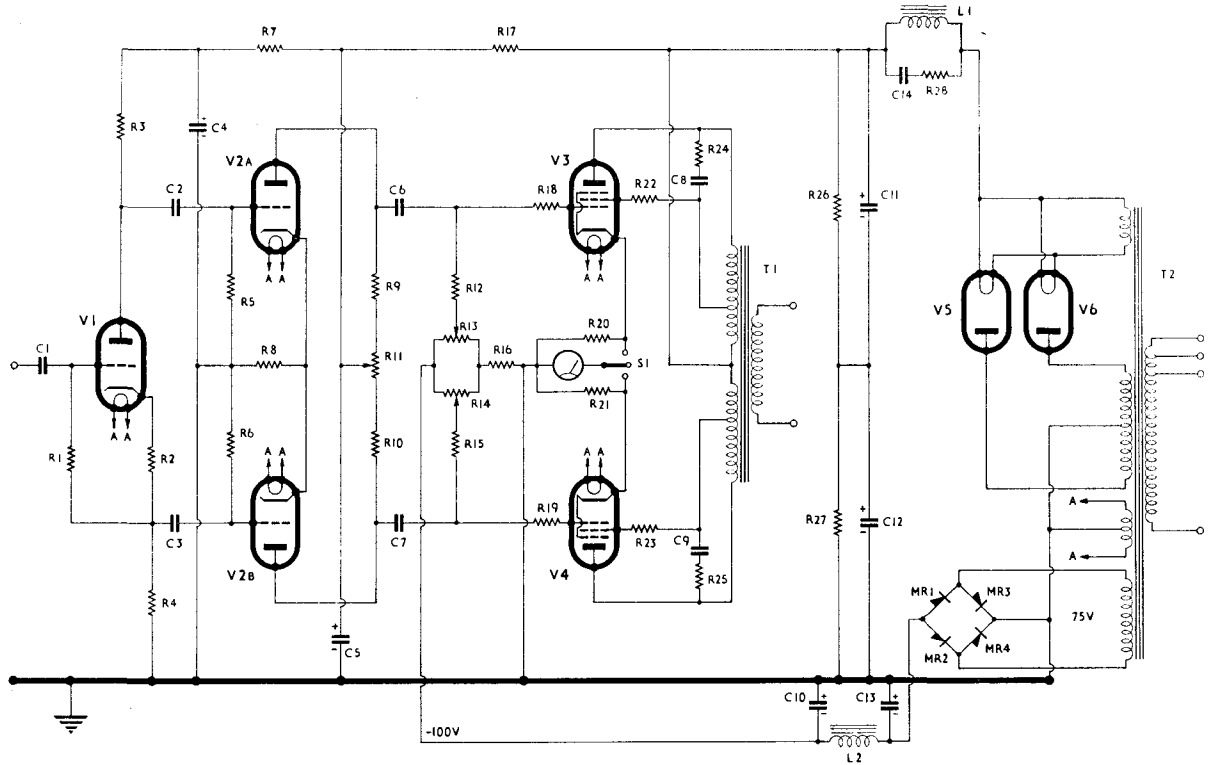 L1
R7
R17
C14
R28
R3
C4
V2A
V3
R24
C8
C2
C6
R18
R22
R26
C11
A A
A A
T1
T2
R5
R9
R12
V5
V6
V1
R13
R20
C1
R8
R11
R16
S1
R14
R21
A A
R6
R10
R15
A A
A A
R1
R2
A
C3
C7
R19
R23
C9
R27
C12
A
V2B
V4
R25
R4
MR1
MR3
75V
C5
MR2
MR4
C10
C13
-100V
L2